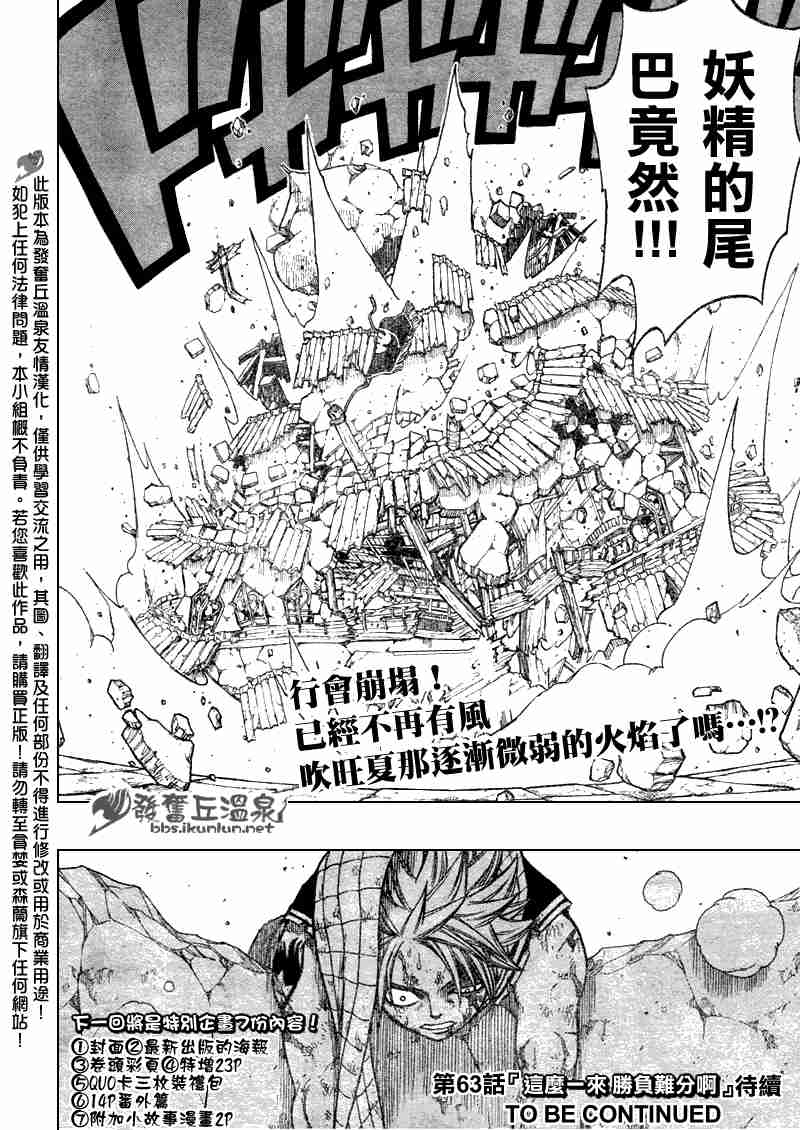 妖精的尾
巴竟然!!!
行會崩塌！
已經不再有風
吹旺夏那逐漸微弱的火焰了嗎…!?
發奮丘溫泉
bbs.ikunlun.net
此版本為發奮丘溫泉友情漢化，僅供學習交流之用，其圖、翻譯及任何部份不得進行修改或用於商業用途！
如犯上任何法律問題，本小組概不負責。若您喜歡此作品，請購買正版！請勿轉至貪婪或森蘭旗下任何網站！
下一回將是特別企畫7份內容！
①封面②最新出版的海報
③卷頭彩頁④特增23P
⑤QUO卡三枚裝禮包
⑥14P番外篇
⑦附加小故事漫畫2P
第63話『這麼一來 勝負難分啊』待續
TO BE CONTINUED